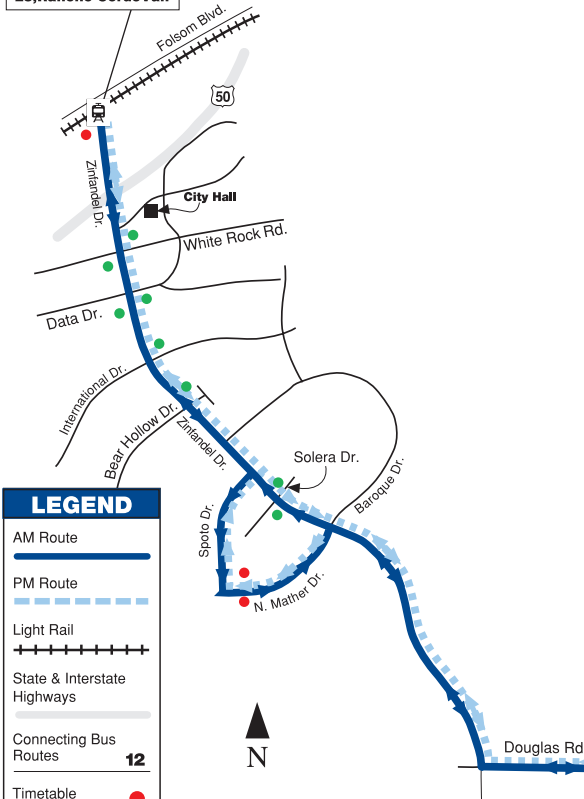 Folsom Blvd.
50
Zinfandel Dr.
City Hall
White Rock Rd.
Data Dr.
International Dr.
Bear Hollow Dr.
Zinfandel Dr.
Solera Dr.
Baroque Dr.
Spoto Dr.
N. Mather Dr.
Douglas Rd
N
LEGEND
AM Route
PM Route
Light Rail
State & Interstate
Highways
Connecting Bus
Routes 12
Timetable